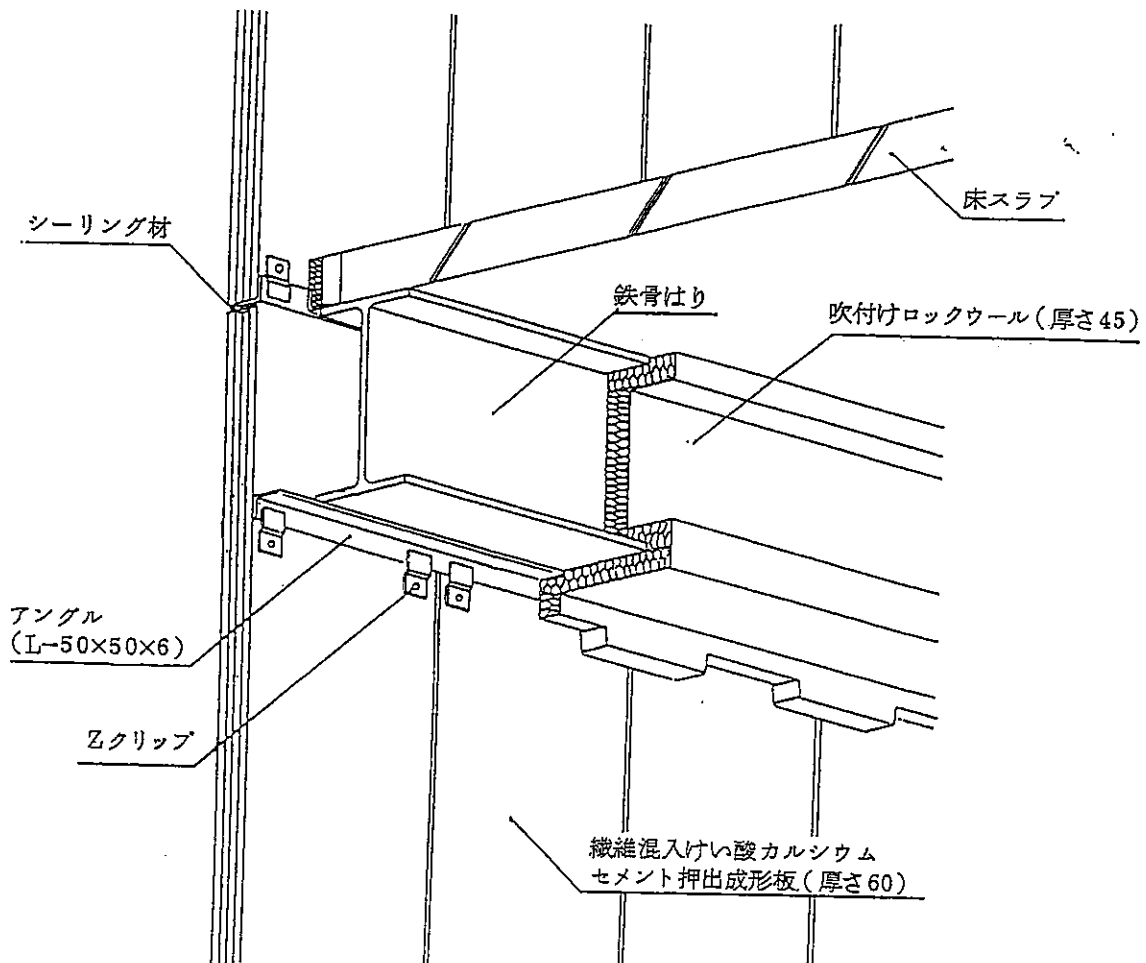 床スラブ
シーリング材
鉄骨はり
吹付けロックウール(厚さ45)
アングル
(L-50×50×6)
Zクリップ
繊維混入けい酸カルシウム
セメント押出成形板(厚さ60)